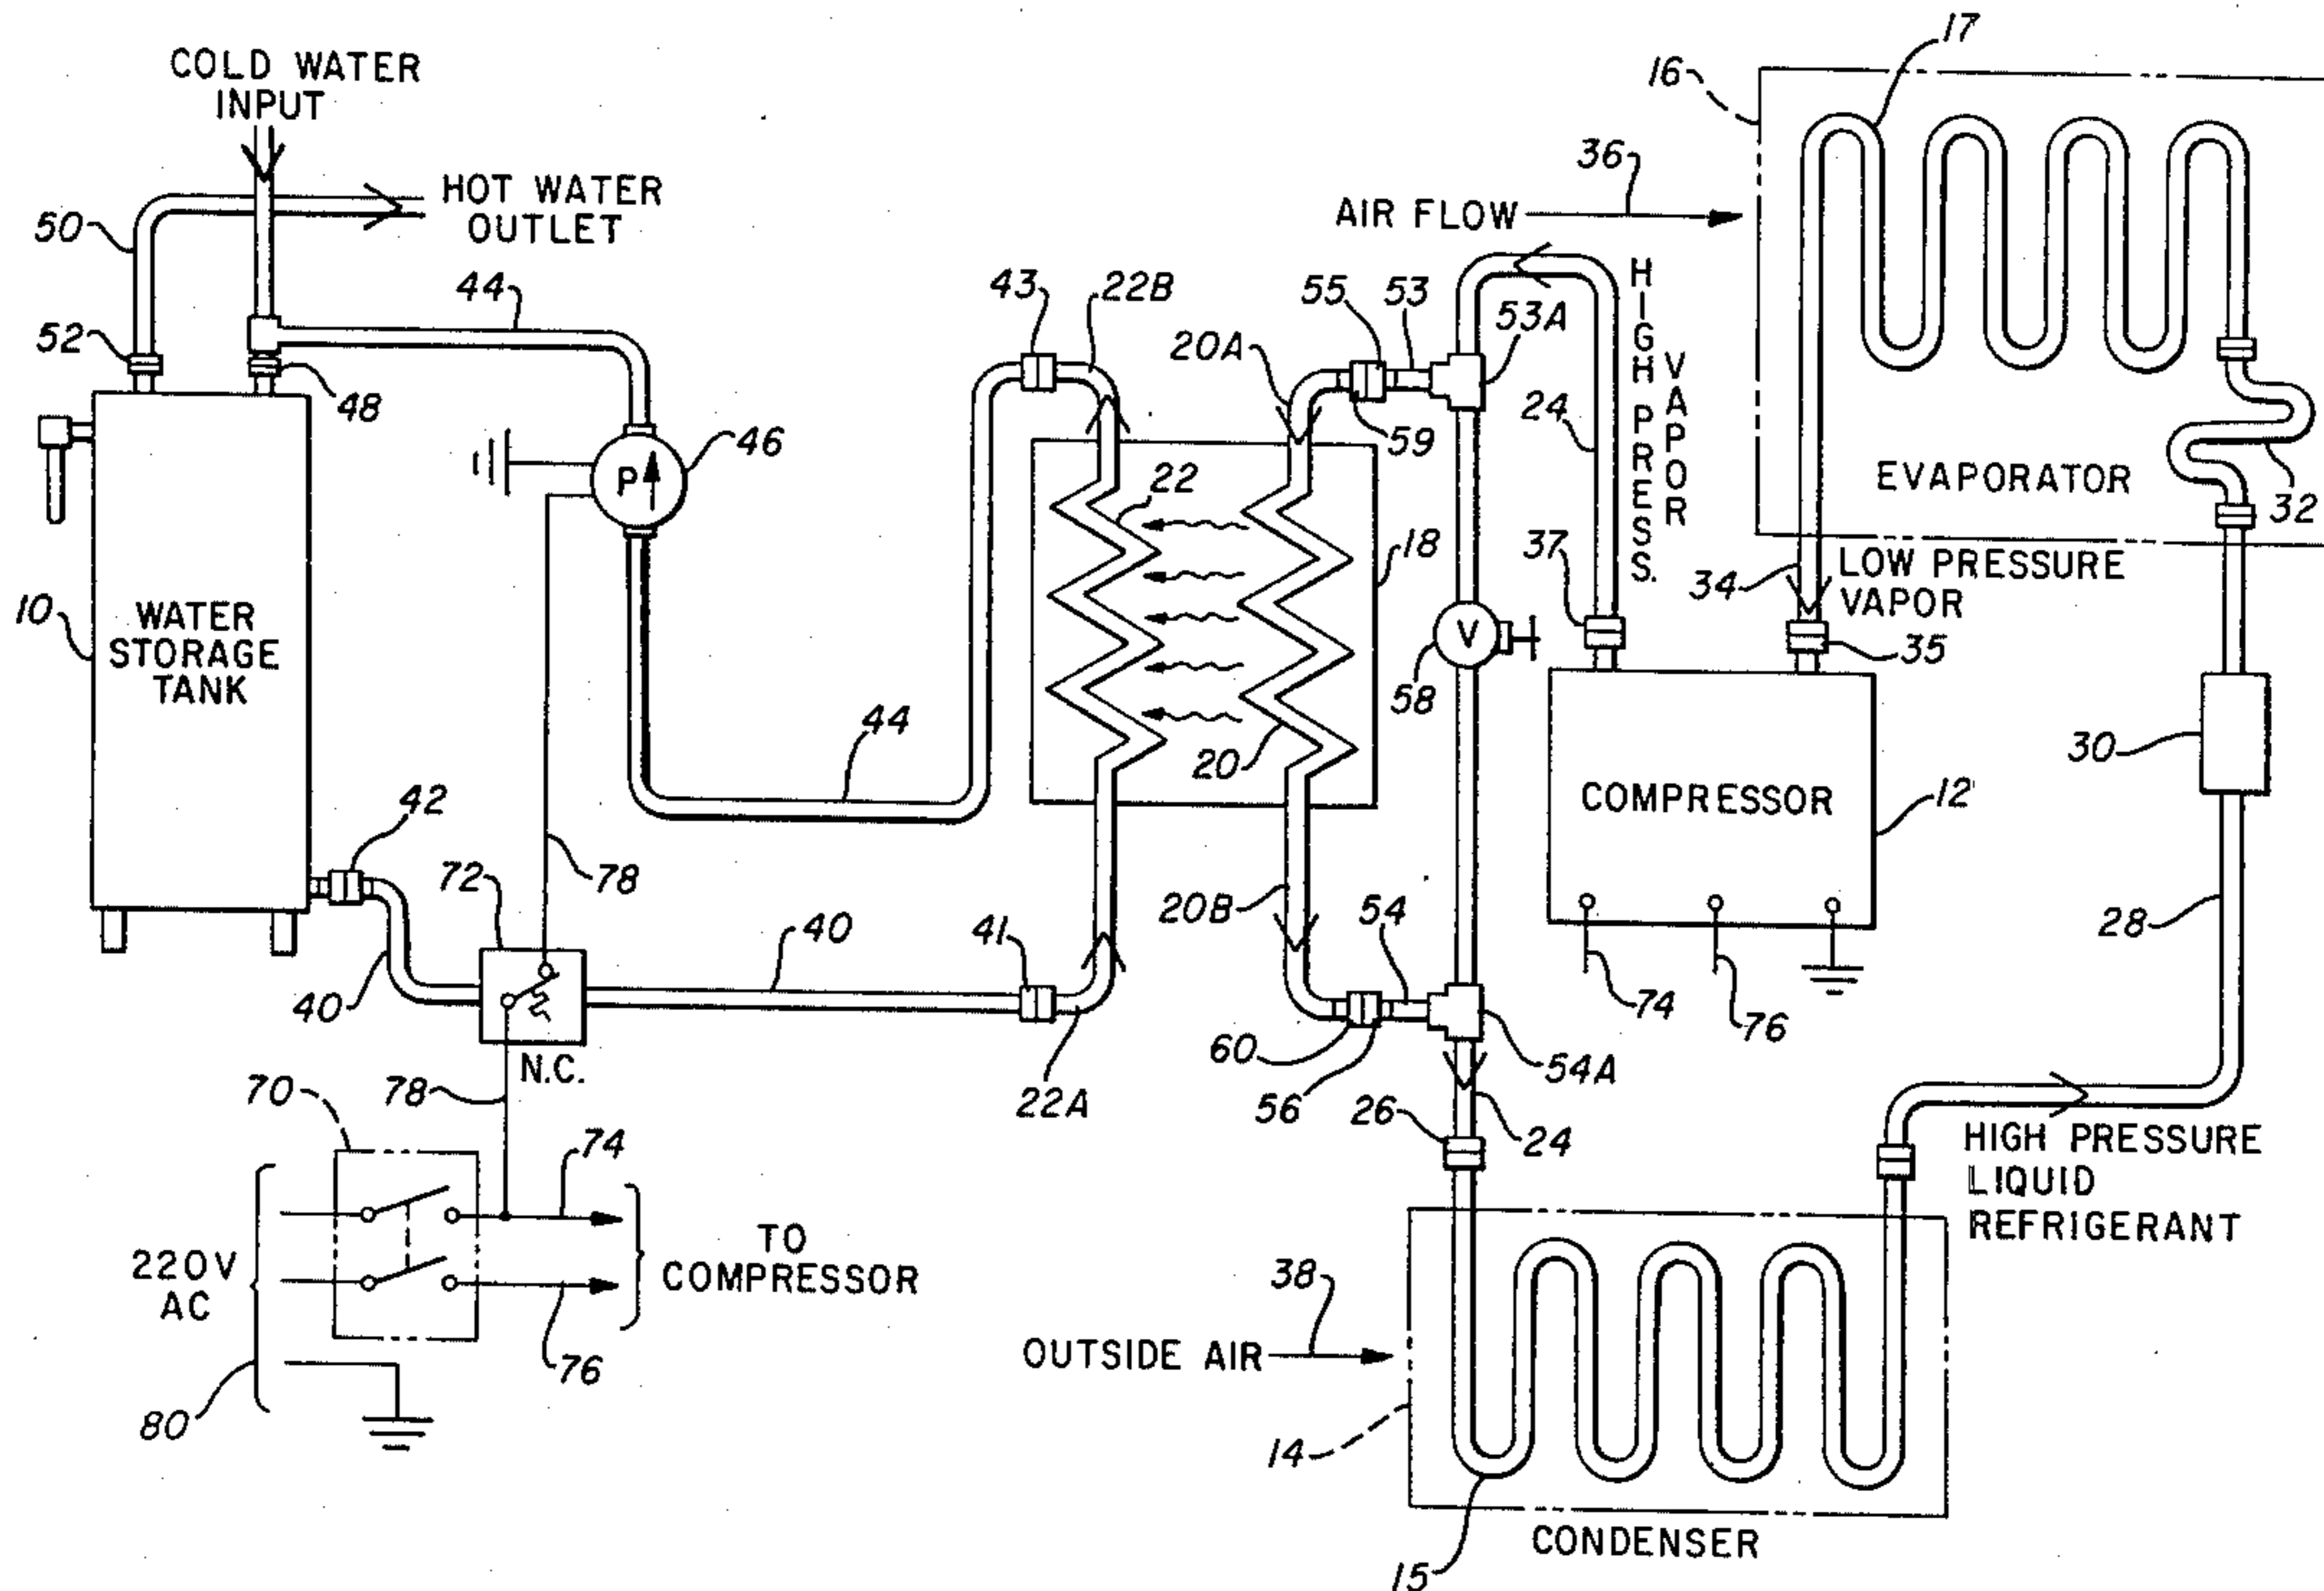 COLD WATER
INPUT
HOT WATER
OUTLET
50
52
44
48
46
P
10
WATER
STORAGE
TANK
42
40
72
78
N.C.
40
41
22A
44
43
22B
20A
55
53
53A
59
22
18
20
20B
54
60
56
54A
26
24
58
V
24
HIGH PRESS.
VAPOR
37
36
AIR FLOW
16
17
EVAPORATOR
32
34
LOW PRESSURE
VAPOR
35
COMPRESSOR
12
74
76
30
28
HIGH PRESSURE
LIQUID
REFRIGERANT
70
78
74
220V
AC
TO
COMPRESSOR
76
80
38
OUTSIDE AIR
14
15
CONDENSER